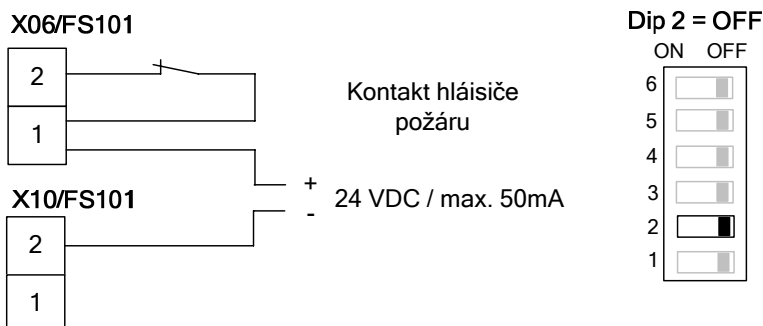 X06/FS101
2
1
Kontakt hláisiče
požáru
+
24 VDC / max. 50mA
-
X10/FS101
2
1
Dip 2 = OFF
ON OFF
6
5
4
3
2
1